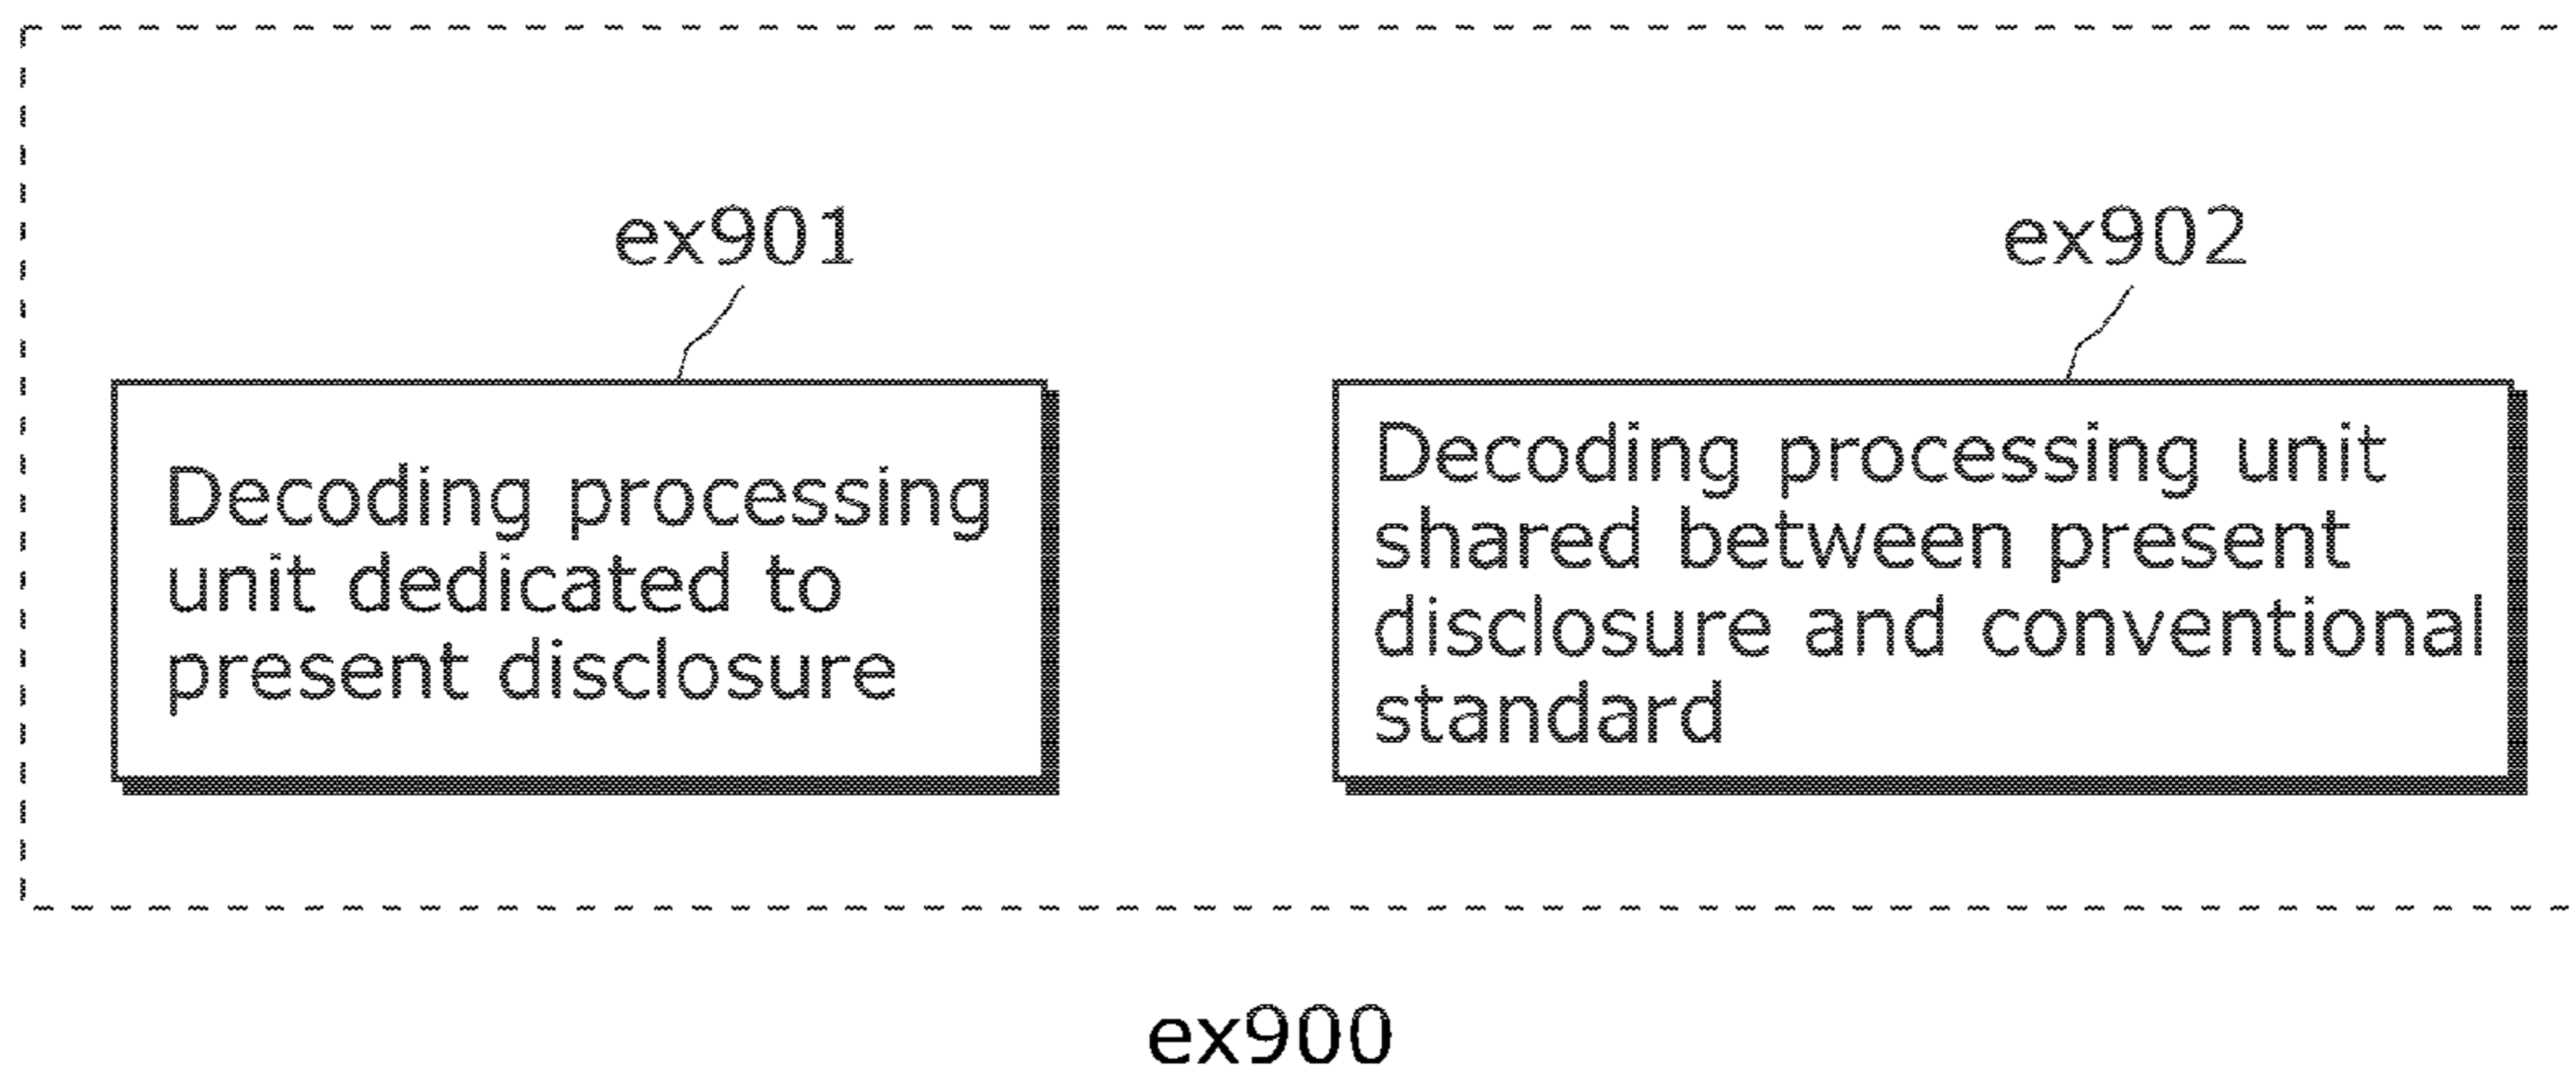 ex901
Decoding processing
unit dedicated to
present disclosure
ex902
Decoding processing unit
shared between present
disclosure and conventional
standard
ex900